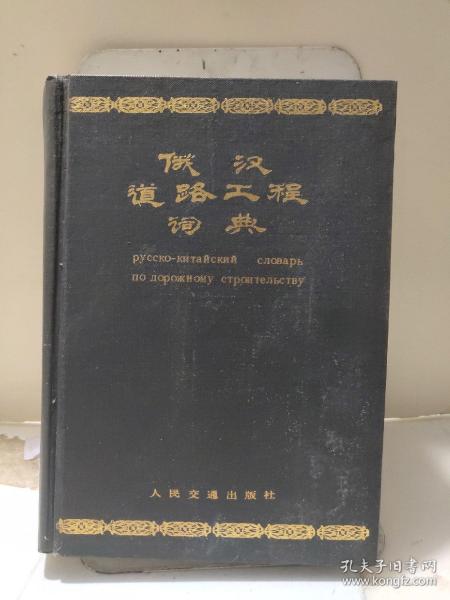 俄汉
道路工程
词典
русско-китайский словарь
по дорожному строительству
人民交通出版社
孔夫子旧书网
www.kongfz.com